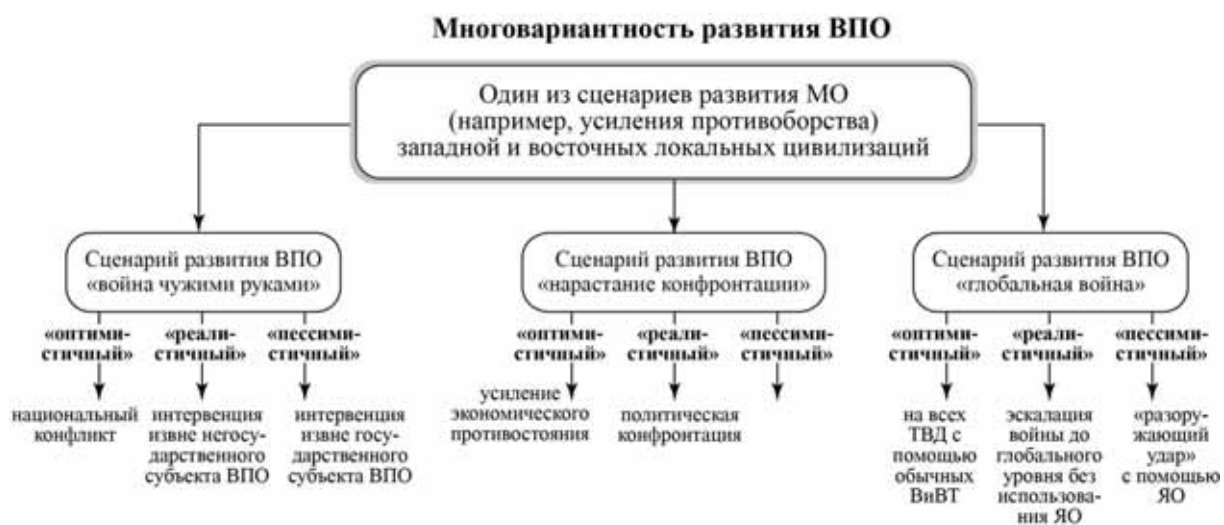 Многовариантность развития ВПО
Один из сценариев развития МО
(например, усиления противоборства)
западной и восточных локальных цивилизаций
Сценарий развития ВПО
«война чужими руками»
«оптими-
стичный»
«реали-
стичный»
«пессими-
стичный»
национальный
конфликт
интервенция
извне негосу-
дарственного
субъекта ВПО
интервенция
извне госу-
дарственного
субъекта ВПО
Сценарий развития ВПО
«нарастание конфронтации»
«оптими-
стичный»
«реали-
стичный»
«пессими-
стичный»
усиление
экономического
противостояния
политическая
конфронтация
Сценарий развития ВПО
«глобальная война»
«оптими-
стичный»
«реали-
стичный»
«пессими-
стичный»
на всех
ТВД с
помощью
обычных
ВиВТ
эскалация
войны до
глобального
уровня без
использова-
ния ЯО
«разору-
жающий
удар»
с помощью
ЯО